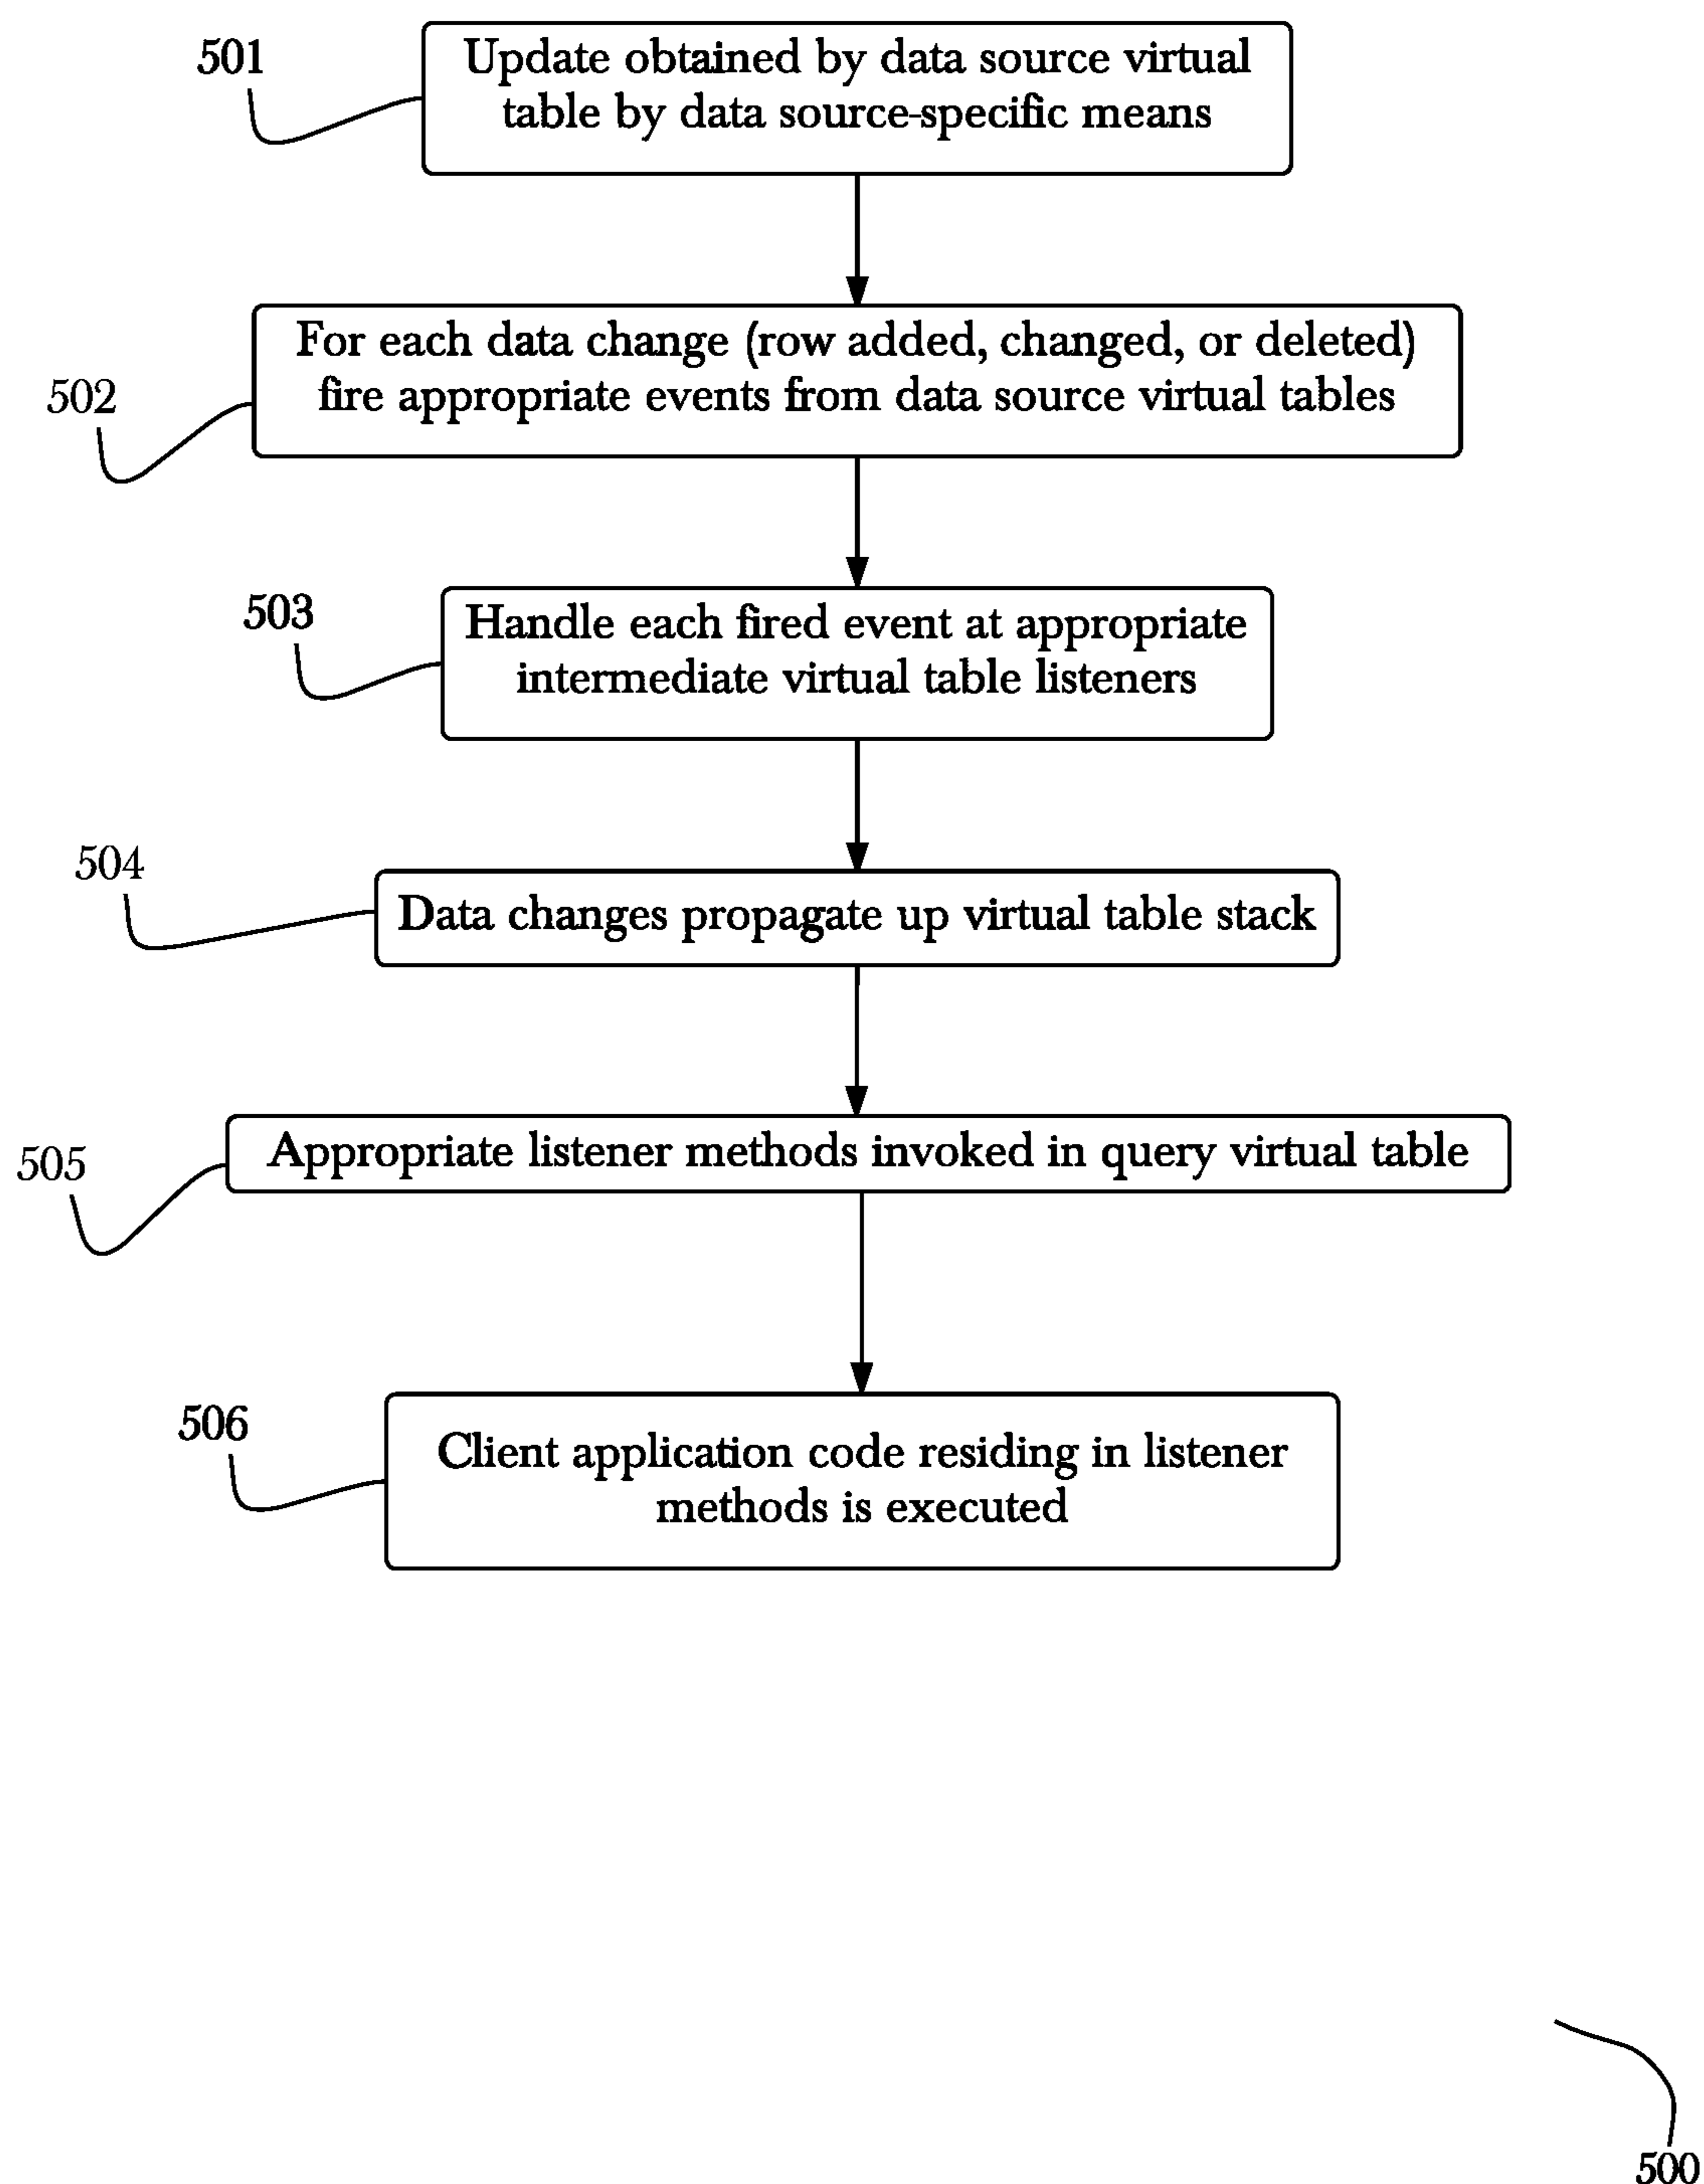 501
Update obtained by data source virtual
table by data source-specific means
502
For each data change (row added, changed, or deleted)
fire appropriate events from data source virtual tables
503
Handle each fired event at appropriate
intermediate virtual table listeners
504
Data changes propagate up virtual table stack
505
Appropriate listener methods invoked in query virtual table
506
Client application code residing in listener
methods is executed
500